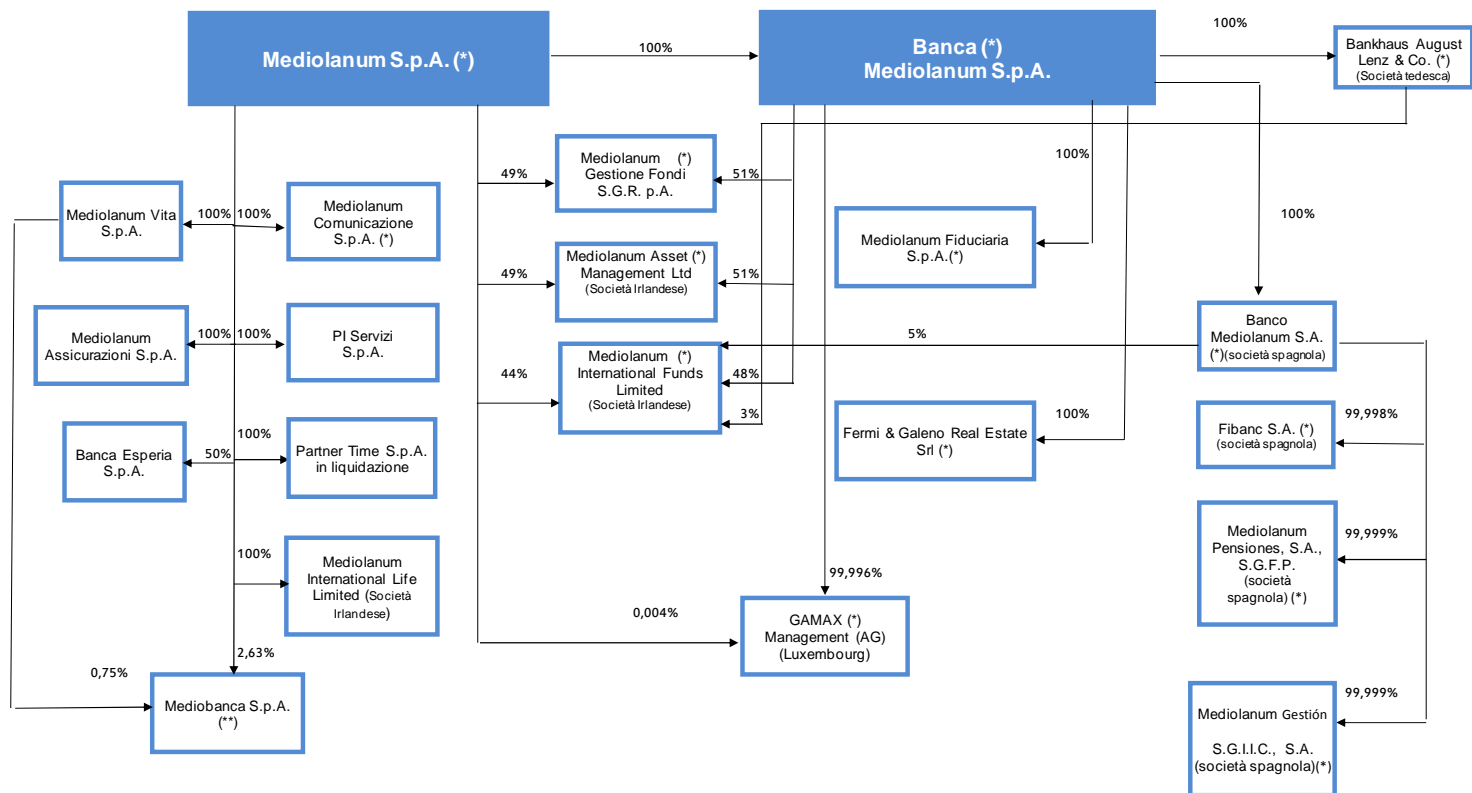 Mediolanum S.p.A. (*)
100%
Banca (*)
Mediolanum S.p.A.
100%
Bankhaus August
Lenz & Co. (*)
(Società tedesca)
49%
Mediolanum (*)
Gestione Fondi
S.G.R. p.A.
51%
100%
Mediolanum Vita
S.p.A.
100%
100%
Mediolanum
Comunicazione
S.p.A. (*)
Mediolanum Fiduciaria
S.p.A.(*)
100%
49%
Mediolanum Asset (*)
Management Ltd
(Società Irlandese)
51%
Mediolanum
Assicurazioni S.p.A.
100%
100%
PI Servizi
S.p.A.
5%
Banco
Mediolanum S.A.
(*)(società spagnola)
44%
Mediolanum (*)
International Funds
Limited
(Società Irlandese)
48%
3%
Banca Esperia
S.p.A.
50%
100%
Partner Time S.p.A.
in liquidazione
Fermi & Galeno Real Estate
Srl (*)
100%
Fibanc S.A. (*)
(società spagnola)
99,998%
100%
Mediolanum
International Life
Limited (Società
Irlandese)
Mediolanum
Pensiones, S.A.,
S.G.F.P.
(società
spagnola) (*)
99,999%
99,996%
0,004%
GAMAX (*)
Management (AG)
(Luxembourg)
2,63%
0,75%
Mediobanca S.p.A.
(**)
99,999%
Mediolanum Gestión
S.G.I.I.C., S.A.
(società spagnola)(*)